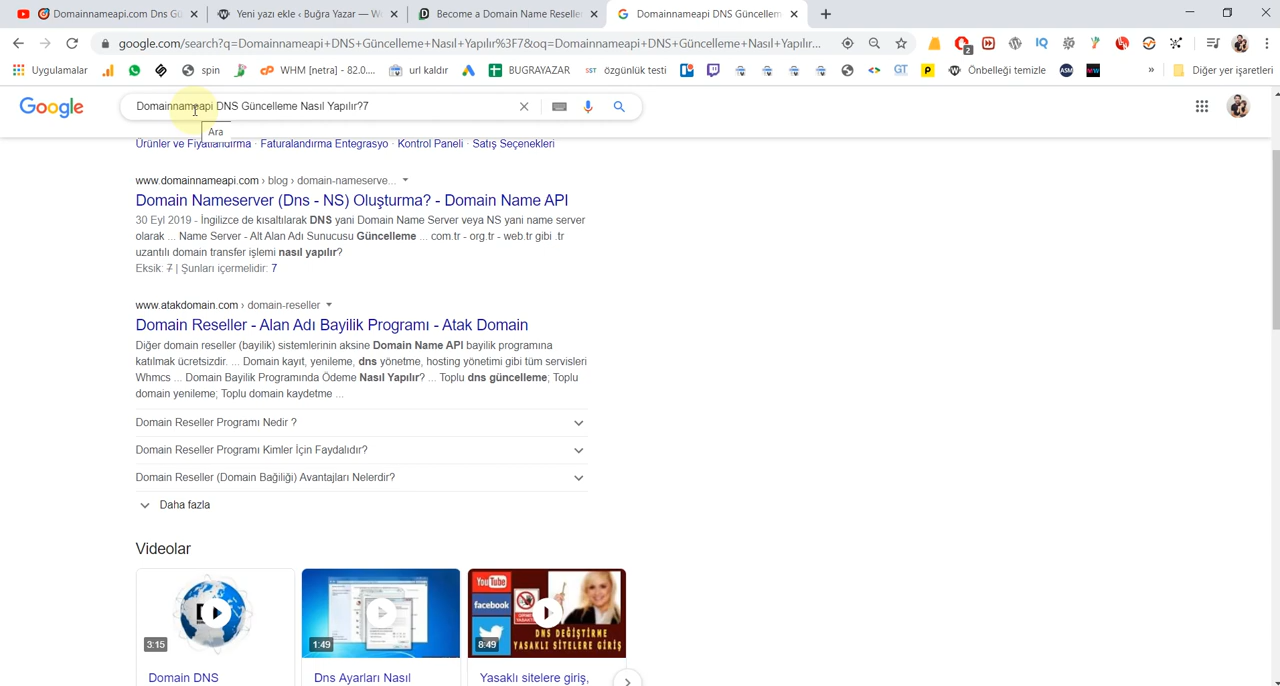 Domainnameapi.com Dns Gü
Yeni yazı ekle ‹ Buğra Yazar — W
Become a Domain Name Reselle
Domainnameapi DNS Güncellem
google.com/search?q=Domainnameapi+DNS+Güncelleme+Nasıl+Yapılır%3F7&oq=Domainnameapi+DNS+Güncelleme+Nasıl+Yapılır...
2
IQ
Uygulamalar
spin
WHM [netra] - 82.0....
url kaldır
BUGRAYAZAR
SST özgünlük testi
GT
P
Önbelleği temizle
ASM
»
Diğer yer işaretleri
Google
Domainnameapi DNS Güncelleme Nasıl Yapılır?7
Ara
Ürünler ve Fiyatlandırma · Faturalandırma Entegrasyo · Kontrol Paneli · Satış Seçenekleri
www.domainnameapi.com › blog › domain-nameserve...
Domain Nameserver (Dns - NS) Oluşturma? - Domain Name API
30 Eyl 2019 - İngilizce de kısaltılarak DNS yani Domain Name Server veya NS yani name server
olarak ... Name Server - Alt Alan Adı Sunucusu Güncelleme ... com.tr - org.tr - web.tr gibi .tr
uzantılı domain transfer işlemi nasıl yapılır?
Eksik: 7 | Şunları içermelidir: 7
www.atakdomain.com › domain-reseller
Domain Reseller - Alan Adı Bayilik Programı - Atak Domain
Diğer domain reseller (bayilik) sistemlerinin aksine Domain Name API bayilik programına
katılmak ücretsizdir. ... Domain kayıt, yenileme, dns yönetme, hosting yönetimi gibi tüm servisleri
Whmcs ... Domain Bayilik Programında Ödeme Nasıl Yapılır? ... Toplu dns güncelleme; Toplu
domain yenileme; Toplu domain kaydetme ...
Domain Reseller Programı Nedir ?
Domain Reseller Programı Kimler İçin Faydalıdır?
Domain Reseller (Domain Bağiliği) Avantajları Nelerdir?
Daha fazla
Videolar
3:15
1:49
YouTube
facebook
twitter
DNS DEĞİŞTİRME
YASAKLI SİTELERE GİRİŞ
8:49
Domain DNS
Dns Ayarları Nasıl
Yasaklı sitelere giriş,